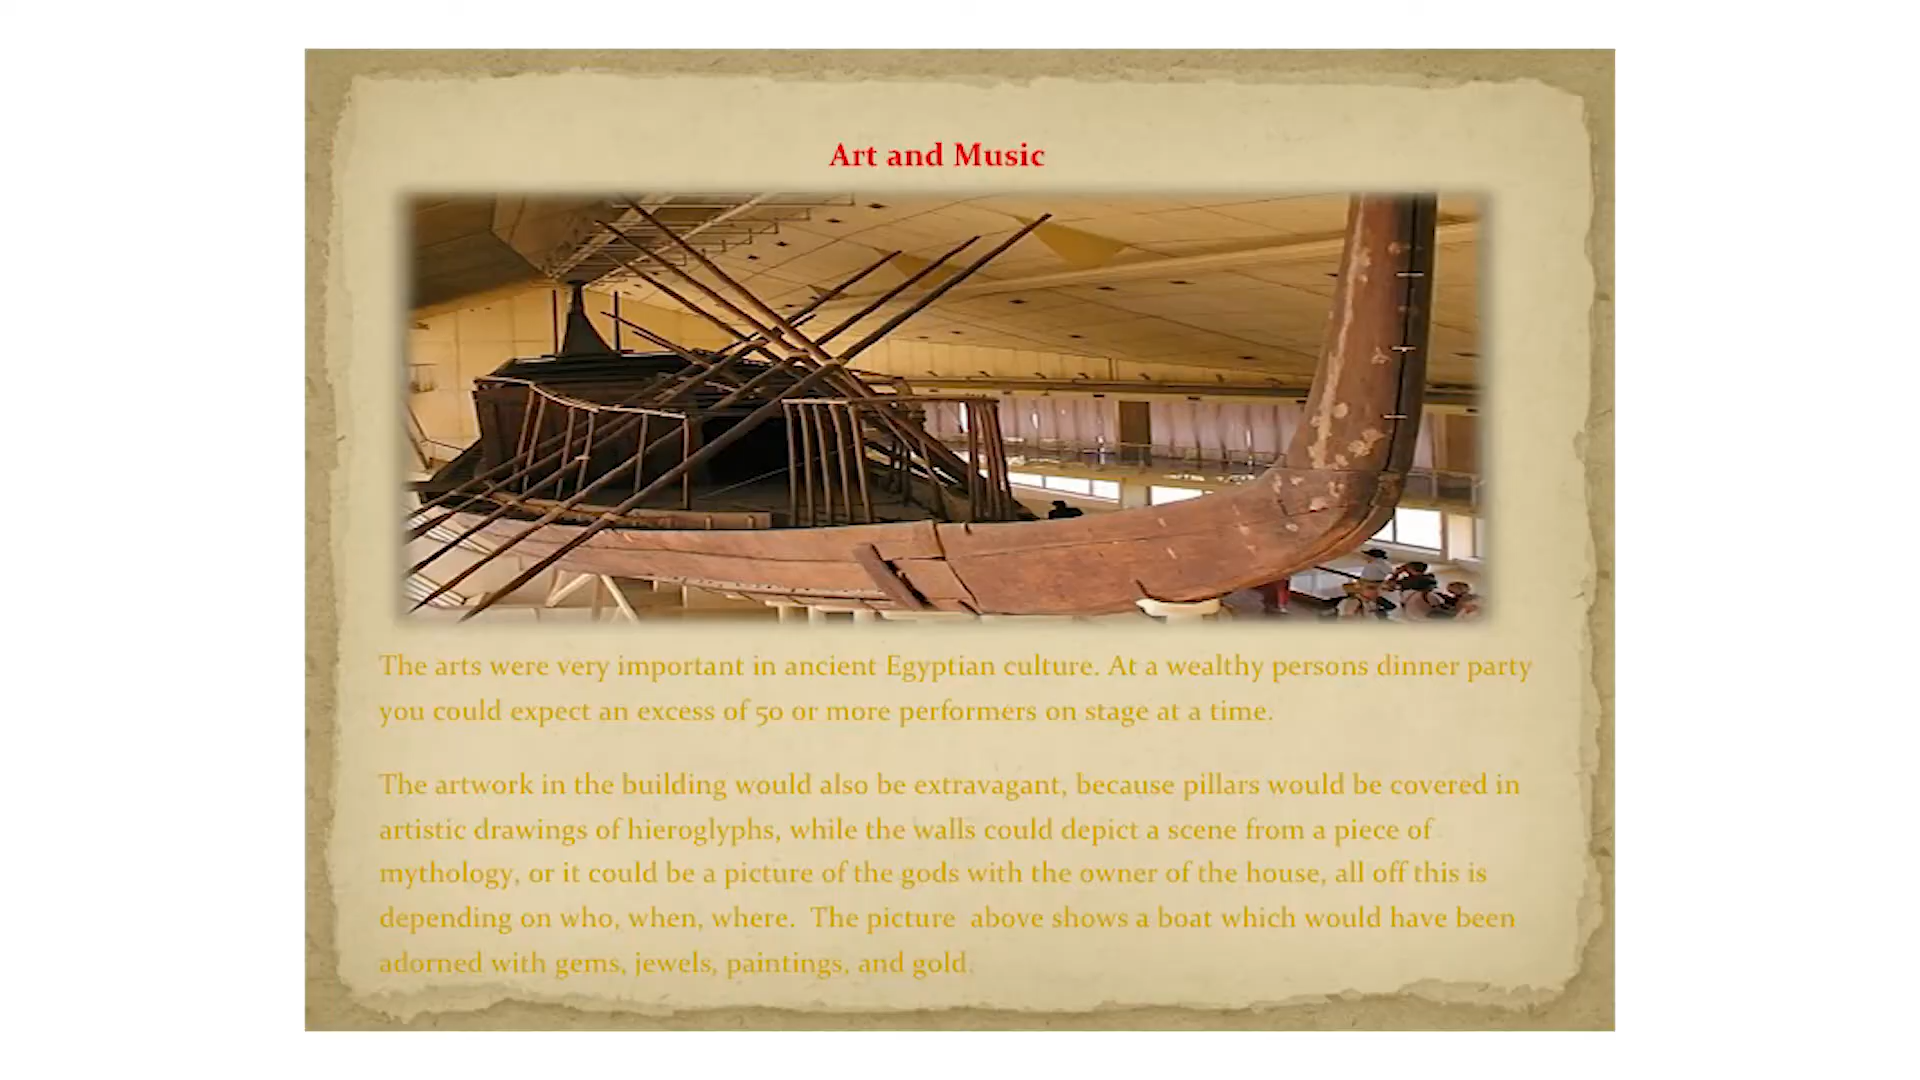 Art and Music
The arts were very important in ancient Egyptian culture. At a wealthy persons dinner party
you could expect an excess of 50 or more performers on stage at a time.
The artwork in the building would also be extravagant, because pillars would be covered in
artistic drawings of hieroglyphs, while the walls could depict a scene from a piece of
mythology, or it could be a picture of the gods with the owner of the house, all off this is
depending on who, when, where.  The picture  above shows a boat which would have been
adorned with gems, jewels, paintings, and gold.